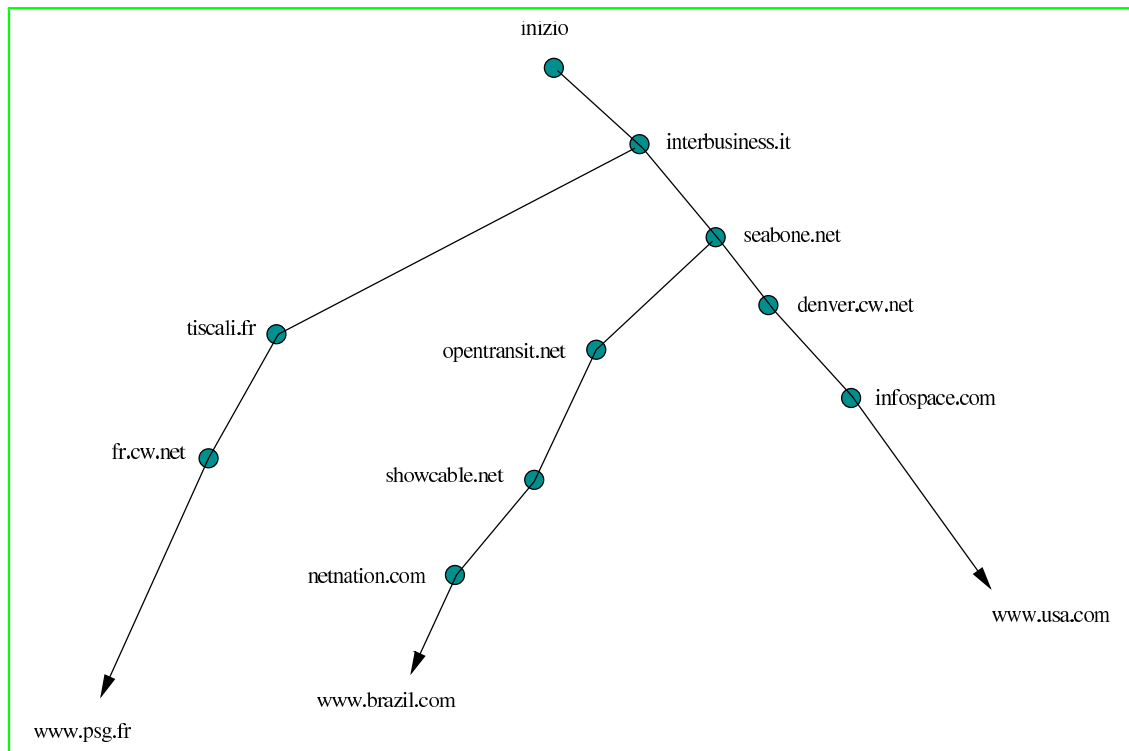 inizio
interbusiness.it
seabone.net
denver.cw.net
tiscali.fr
opentransit.net
infospace.com
fr.cw.net
showcable.net
netnation.com
www.usa.com
www.brazil.com
www.psg.fr